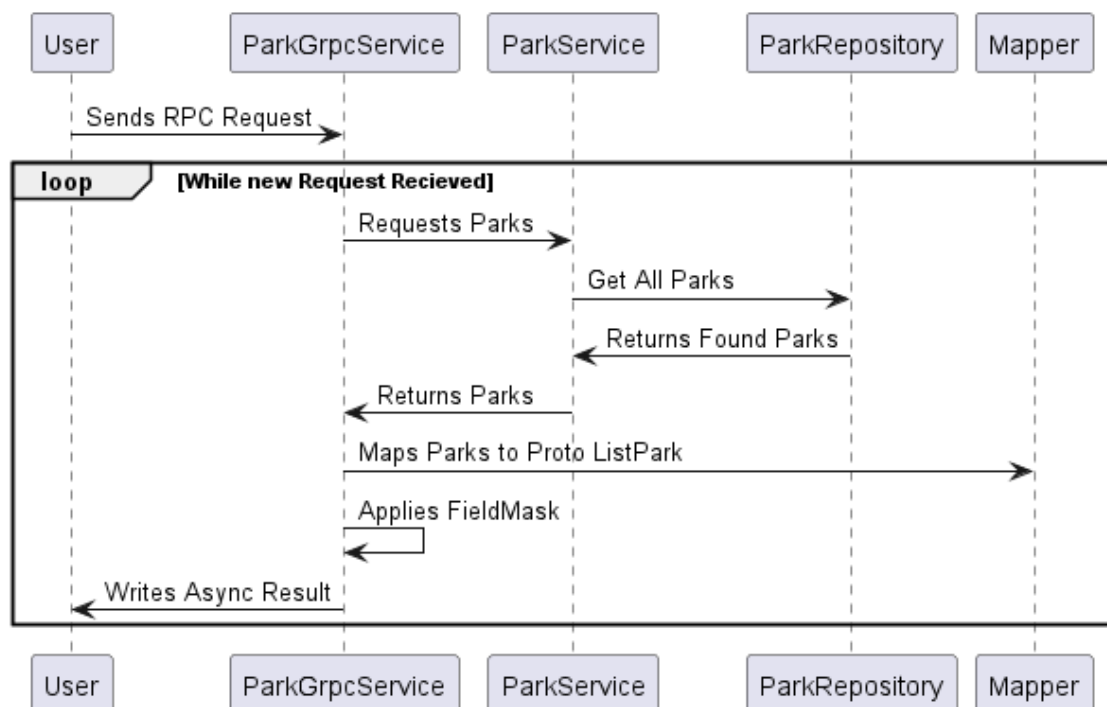 User
ParkGrpcService
ParkService
ParkRepository
Mapper
Sends RPC Request
loop
[While new Request Recieved]
Requests Parks
Get All Parks
Returns Found Parks
Returns Parks
Maps Parks to Proto ListPark
Applies FieldMask
Writes Async Result
User
ParkGrpcService
ParkService
ParkRepository
Mapper